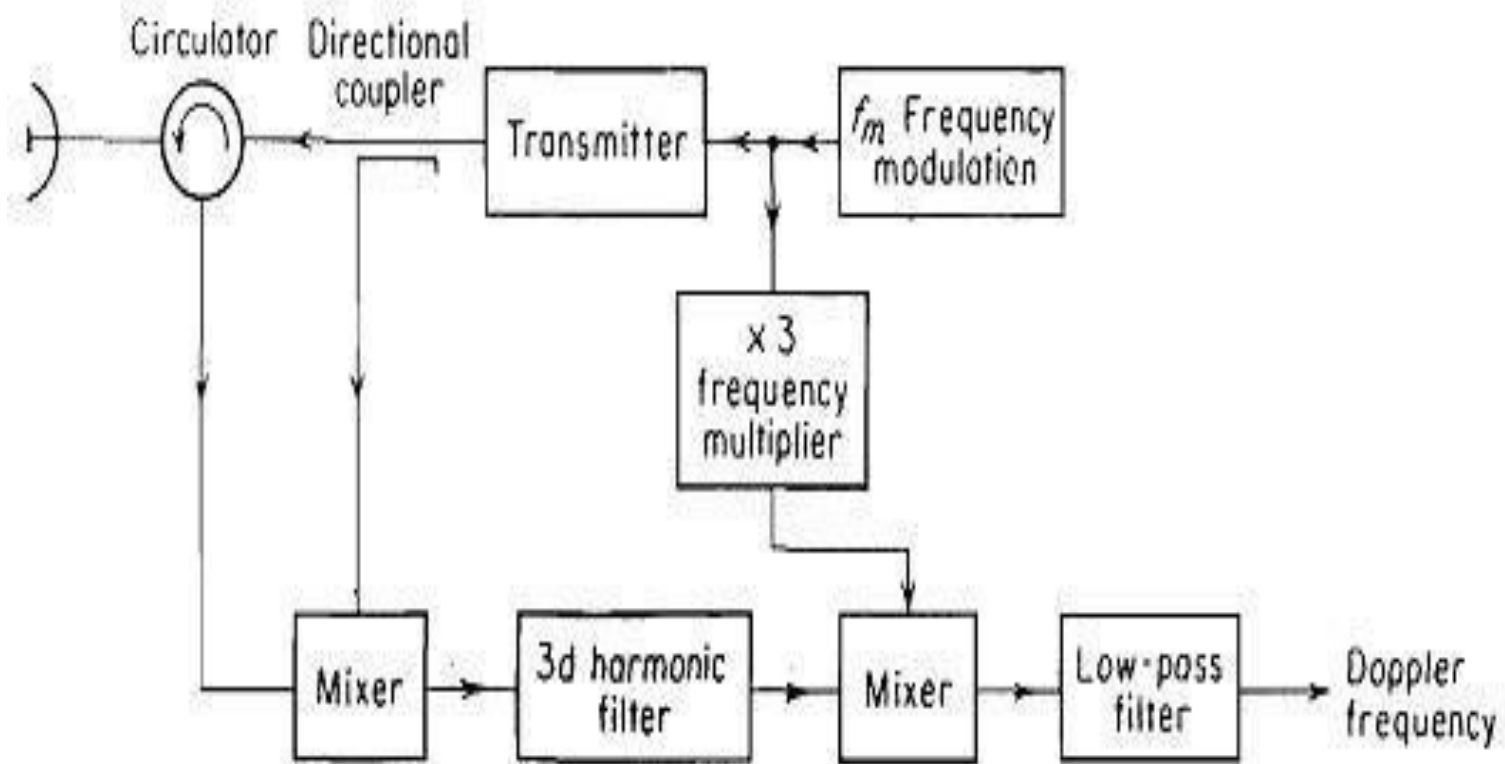 Circulator
Directional
coupler
Transmitter
fm Frequency
modulation
x 3
frequency
multiplier
Mixer
3d harmonic
filter
Mixer
Low-pass
filter
Doppler
frequency